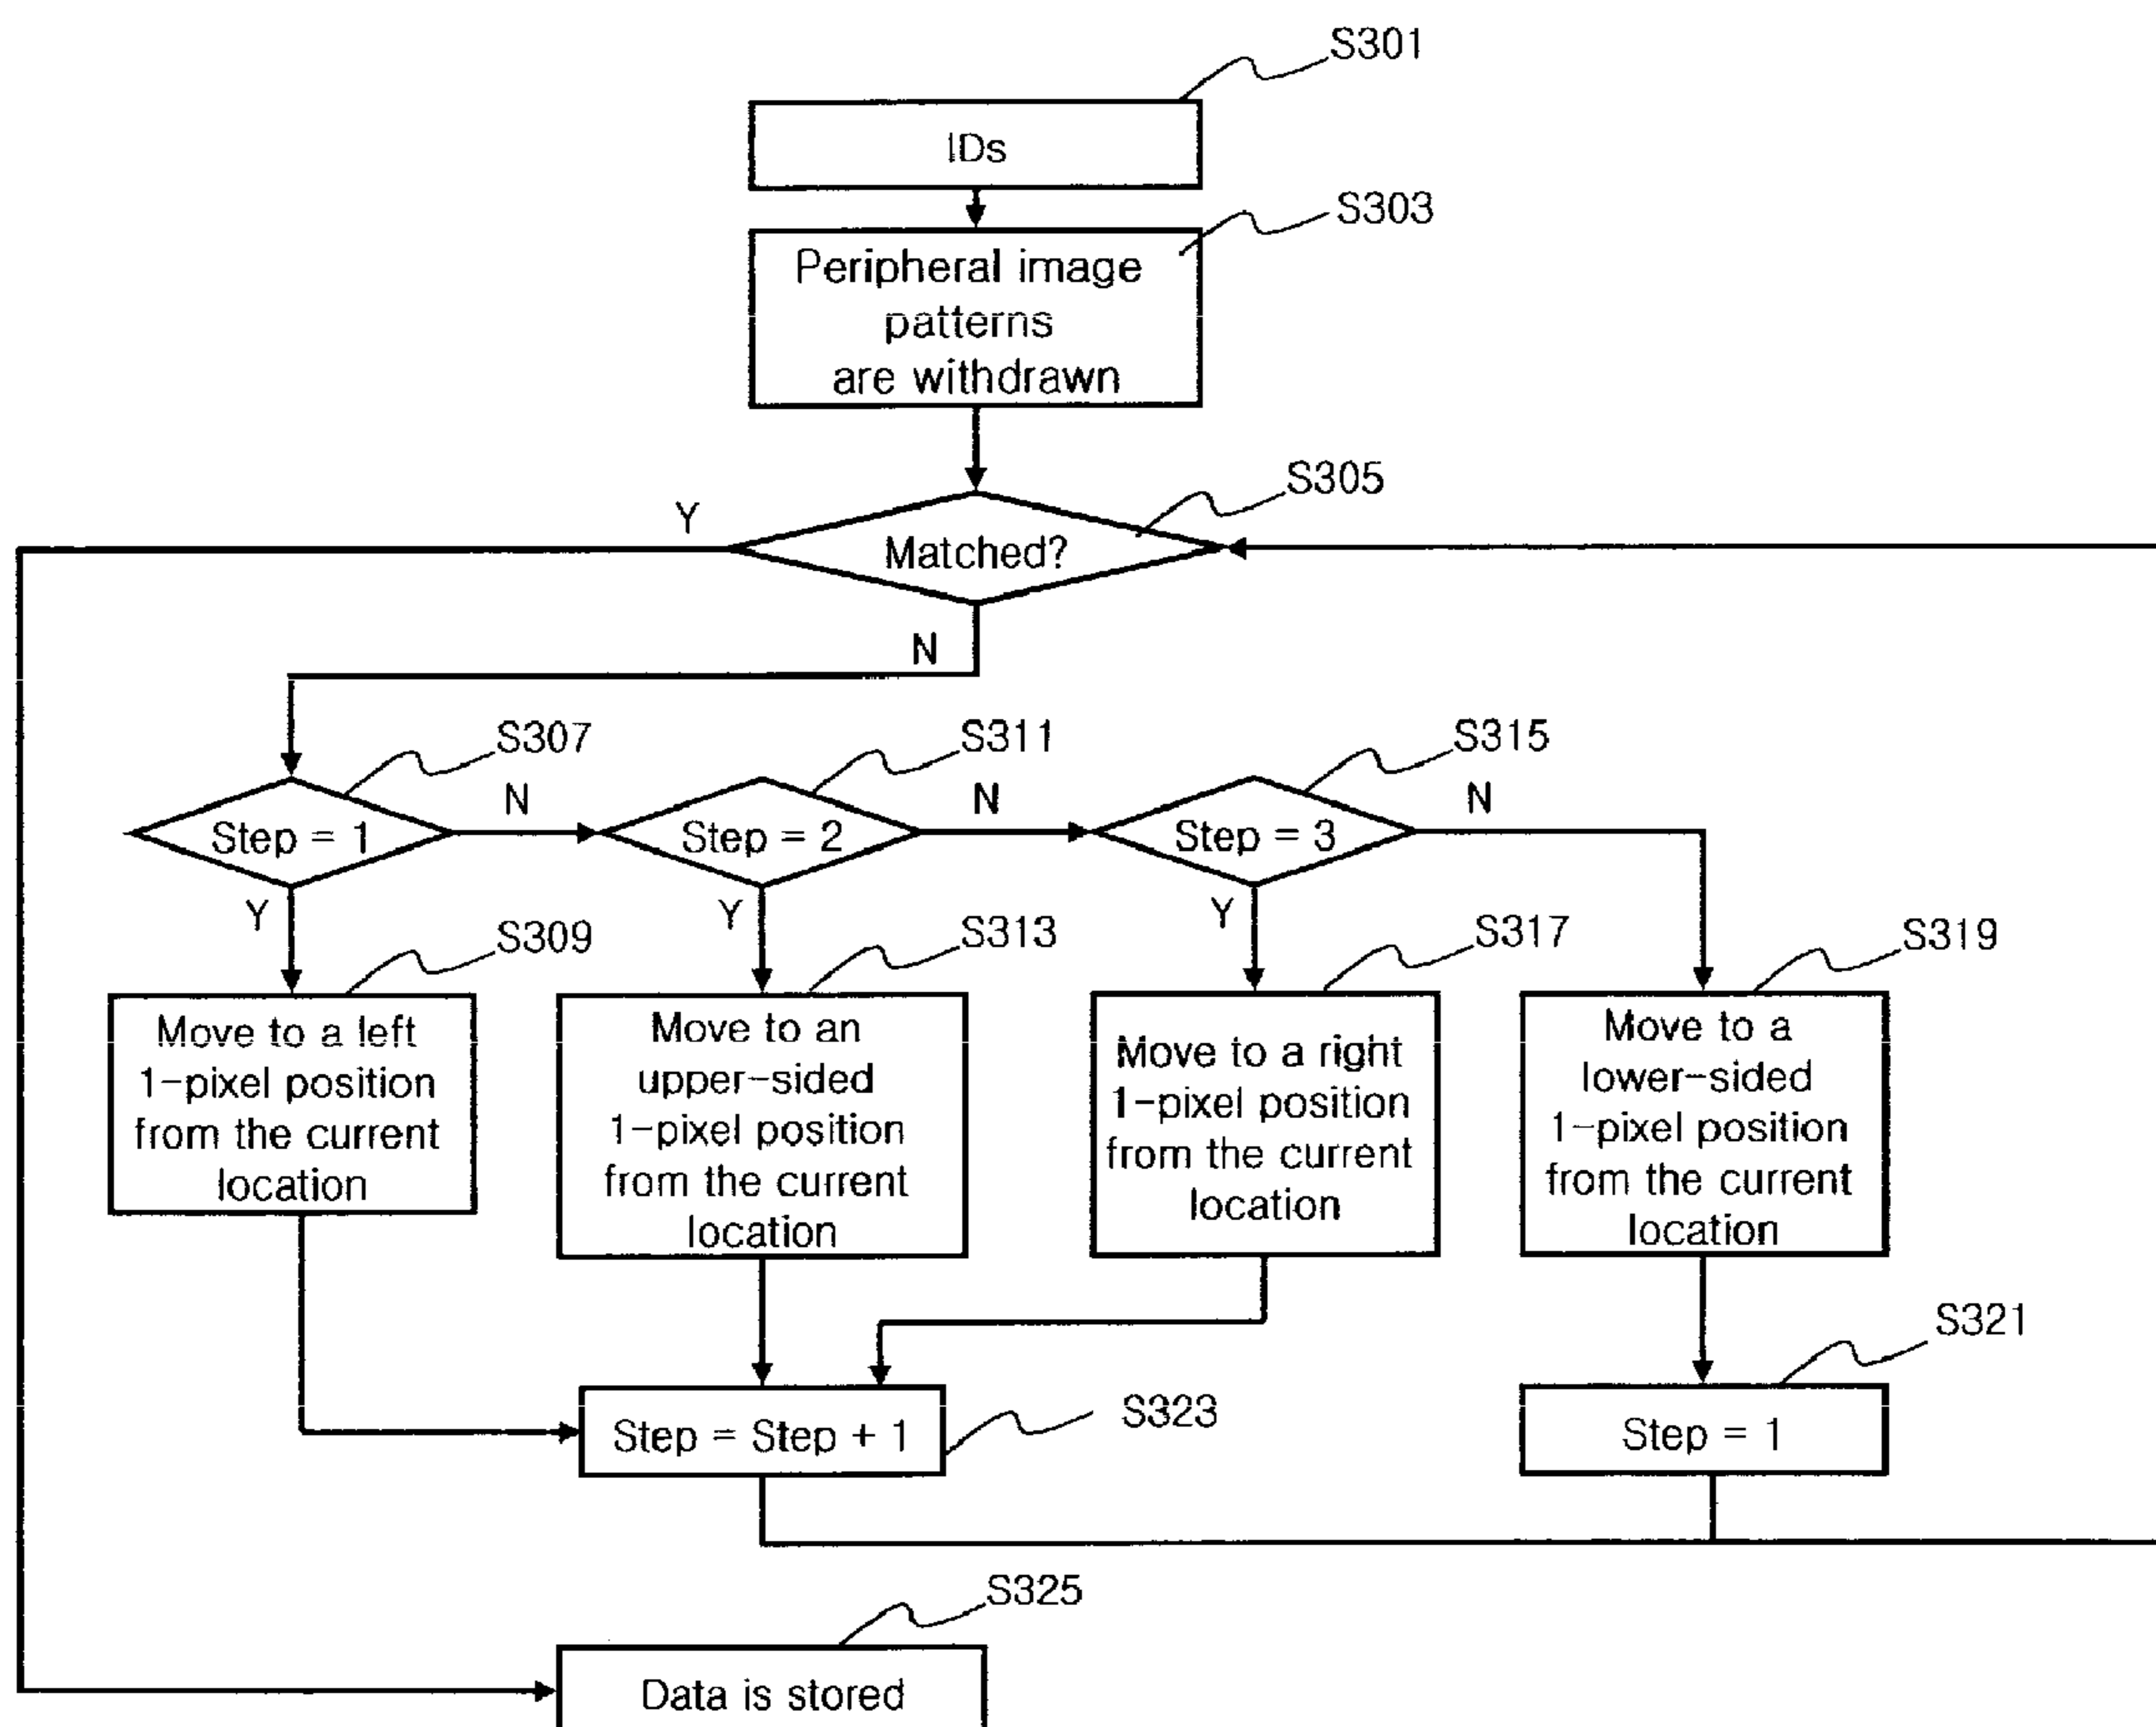 S301
IDs
S303
Peripheral image
patterns
are withdrawn
S305
Y
Matched?
N
S307
S311
S315
N
N
N
Step = 1
Step = 2
Step = 3
Y
Y
Y
S309
S313
S317
S319
Move to a left
1-pixel position
from the current
location
Move to an
upper-sided
1-pixel position
from the current
location
Move to a right
1-pixel position
from the current
location
Move to a
lower-sided
1-pixel position
from the current
location
S321
S323
Step = Step + 1
Step = 1
S325
Data is stored